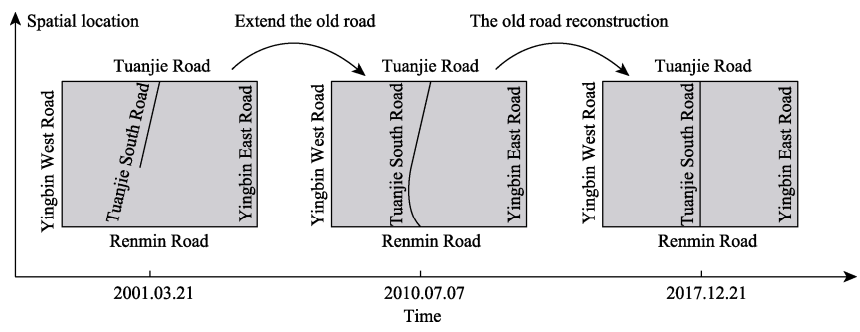 Spatial location
Extend the old road
The old road reconstruction
Tuanjie Road
Yingbin West Road
Tuanjie South Road
Yingbin East Road
Renmin Road
Tuanjie Road
Yingbin West Road
Tuanjie South Road
Yingbin East Road
Renmin Road
Tuanjie Road
Yingbin West Road
Tuanjie South Road
Yingbin East Road
Renmin Road
2001.03.21
2010.07.07
2017.12.21
Time